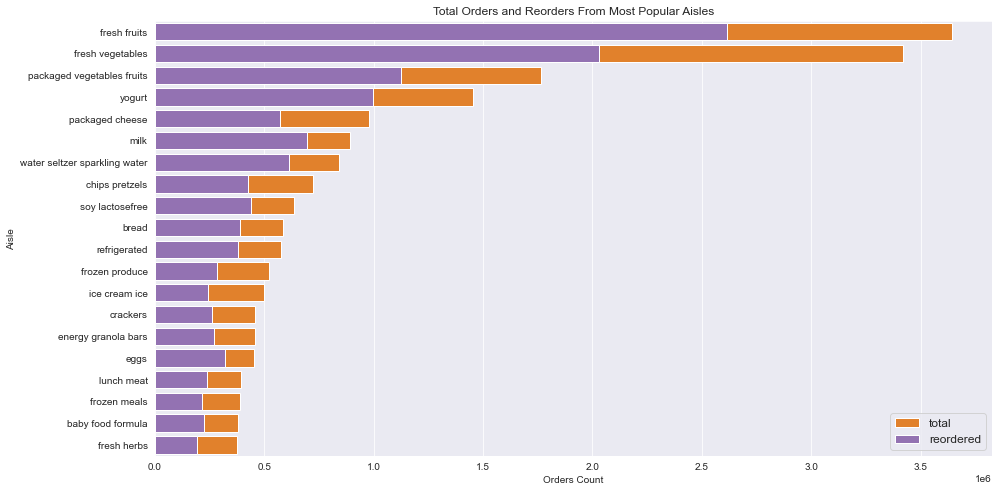 Total Orders and Reorders From Most Popular Aisles
Aisle
fresh fruits
fresh vegetables
packaged vegetables fruits
yogurt
packaged cheese
milk
water seltzer sparkling water
chips pretzels
soy lactosefree
bread
refrigerated
frozen produce
ice cream ice
crackers
energy granola bars
eggs
lunch meat
frozen meals
baby food formula
fresh herbs
total
reordered
0.0 0.5 1.0 1.5 2.0 2.5 3.0 3.5
1e6
Orders Count